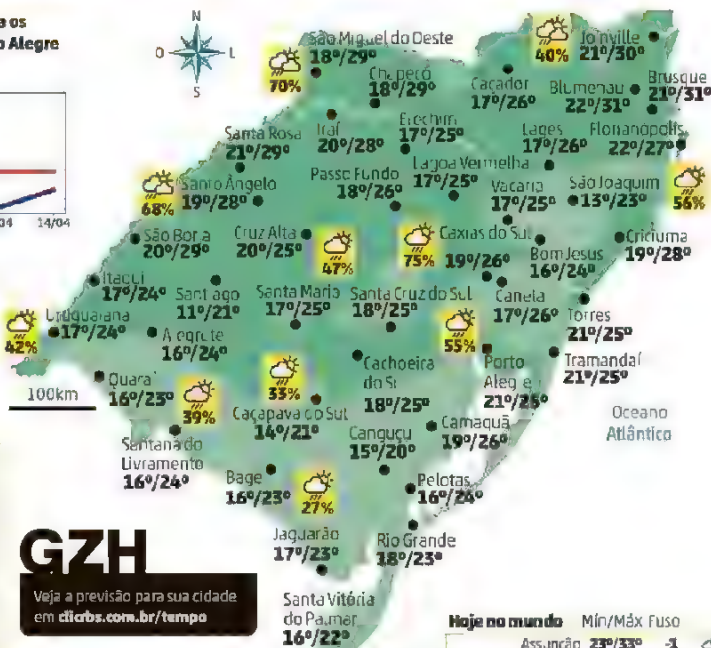 a os
o Alegre
04
14/04
N
O
L
S
São Miguel do Oeste
18º/29º
70%
Chapecó
18º/29º
40%
Joinville
21º/30º
Caçador
17º/26º
Blumenau
22º/31º
Brusque
21º/31º
Iraí
20º/28º
Erechim
17º/25º
Lages
17º/26º
Florianópolis
22º/27º
56%
Santa Rosa
21º/29º
68%
Santo Ângelo
19º/28º
Passo Fundo
18º/26º
Lagoa Vermelha
17º/25º
Vacaria
17º/25º
São Joaquim
13º/23º
São Borja
20º/29º
Cruz Alta
20º/25º
47%
75%
Caxias do Sul
19º/26º
Bom Jesus
16º/24º
Criciúma
19º/28º
Itaqui
17º/24º
Santiago
11º/21º
Santa Maria
17º/25º
Santa Cruz do Sul
18º/25º
Canela
17º/26º
Torres
21º/25º
42%
Uruguaiana
17º/24º
Alegrete
16º/24º
55%
Cachoeira
do Sul
18º/25º
Porto
Alegre
21º/26º
Tramandaí
21º/25º
100km
Quaraí
16º/23º
39%
33%
Caçapava do Sul
14º/21º
Camaquã
19º/26º
Oceano
Atlântico
Santana do
Livramento
16º/24º
Canguçu
15º/20º
Bagé
16º/23º
27%
Pelotas
16º/24º
Jaguarão
17º/23º
Rio Grande
18º/23º
Santa Vitória
do Palmar
16º/22º
GZH
Veja a previsão para sua cidade
em clicrbs.com.br/tempo
Hoje no mundo Mín/Máx Fuso
Assunção 23º/33º -1